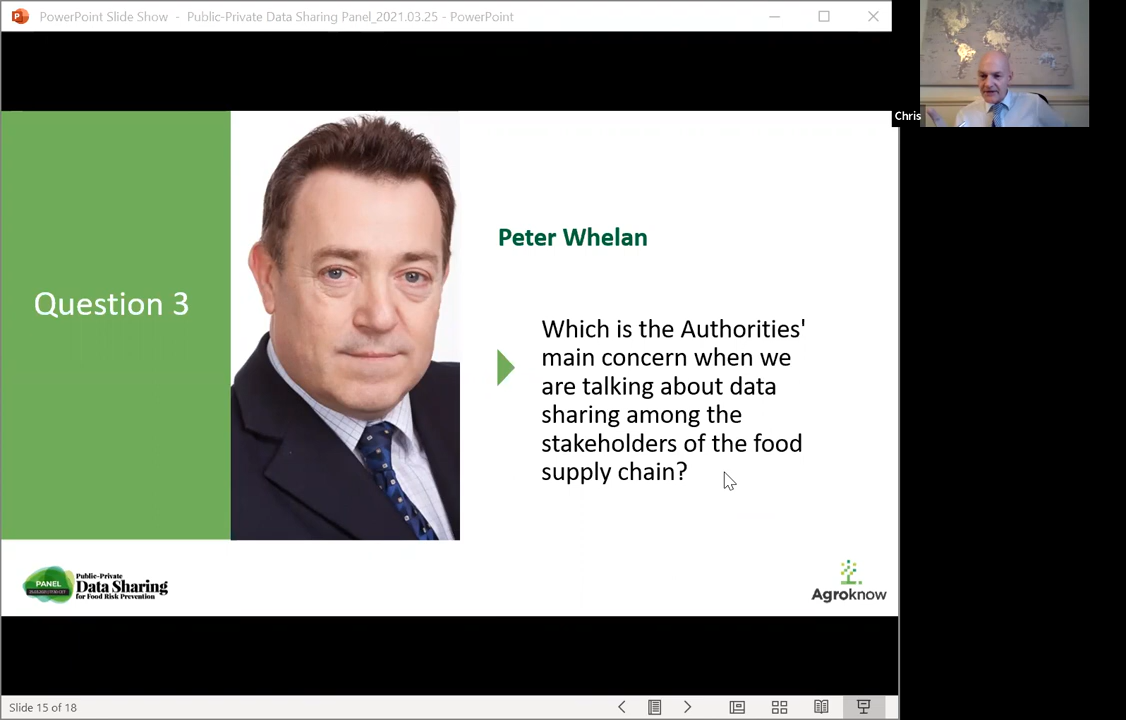 PowerPoint Slide Show - Public-Private Data Sharing Panel_2021.03.25 - PowerPoint
Chris
Peter Whelan
Question 3
Which is the Authorities'
main concern when we
are talking about data
sharing among the
stakeholders of the food
supply chain?
PANEL
Public-Private
Data Sharing
for Food Risk Prevention
Agroknow
Slide 15 of 18